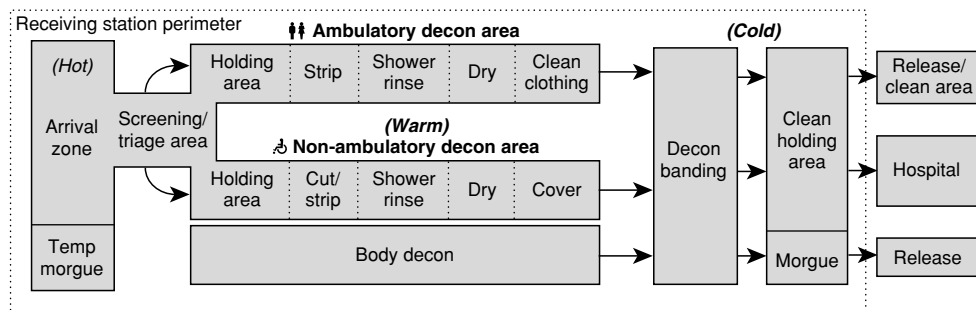 Receiving station perimeter
(Hot)
Arrival
zone
Temp
morgue
Screening/
triage area
Ambulatory decon area
Holding
area
Strip
Shower
rinse
Dry
Clean
clothing
(Warm)
Non-ambulatory decon area
Holding
area
Cut/
strip
Shower
rinse
Dry
Cover
Body decon
(Cold)
Decon
banding
Clean
holding
area
Morgue
Release/
clean area
Hospital
Release